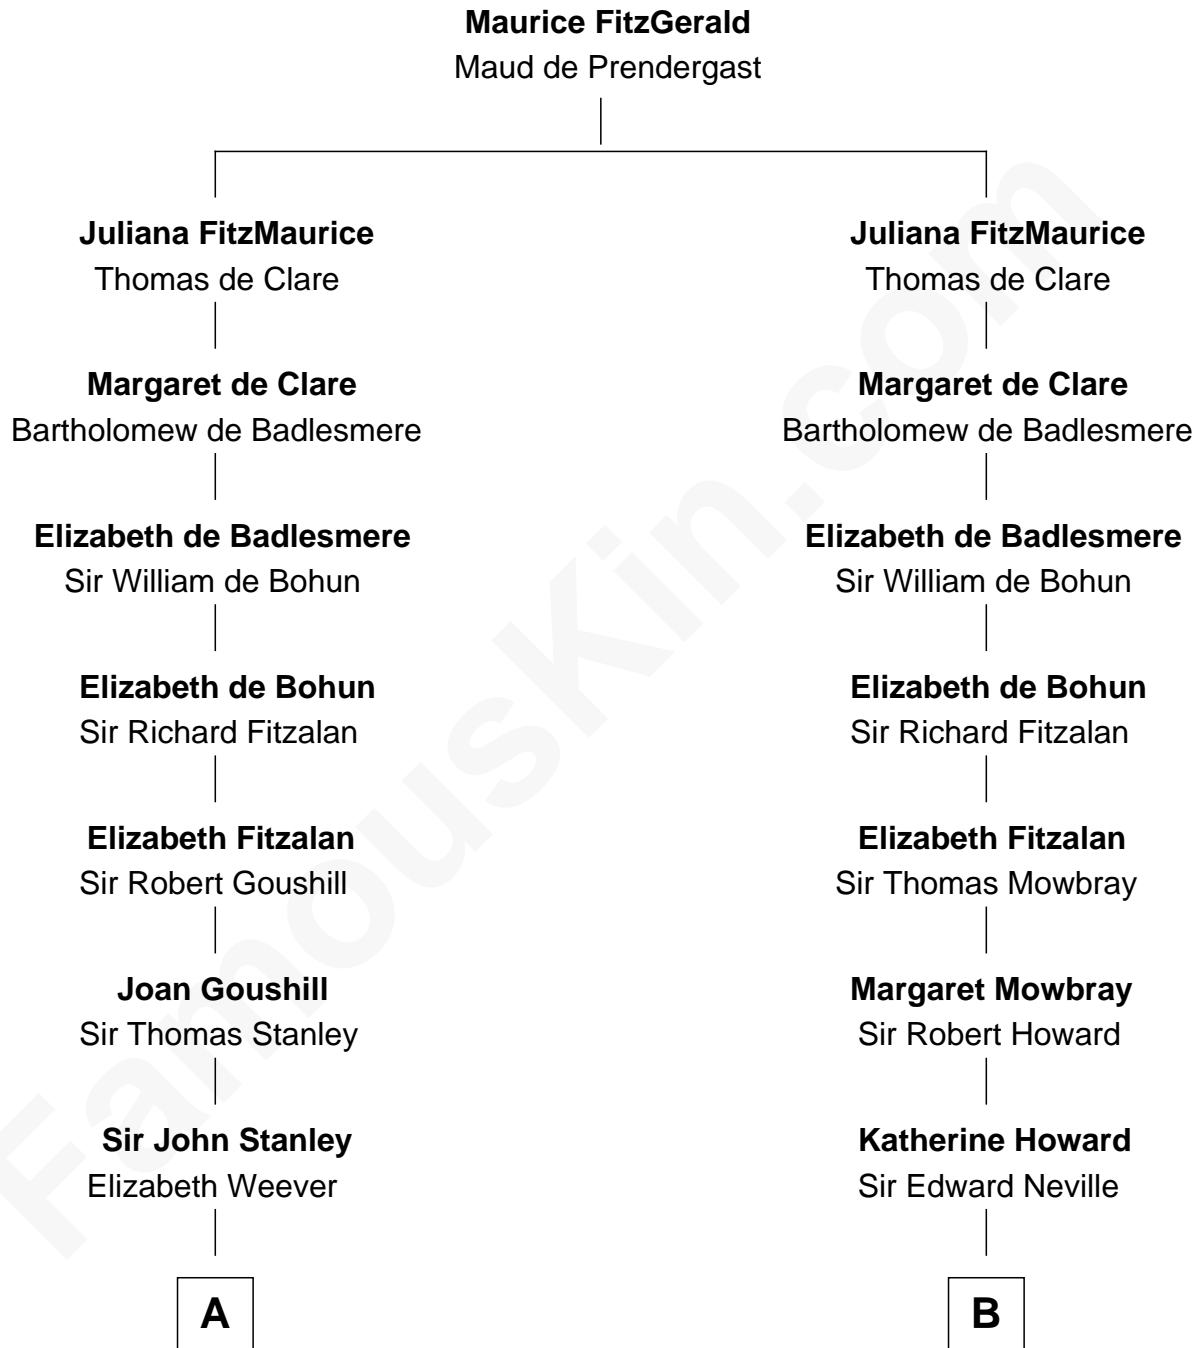 Maurice FitzGerald
Maud de Prendergast
Juliana FitzMaurice
Thomas de Clare
Margaret de Clare
Bartholomew de Badlesmere
Elizabeth de Badlesmere
Sir William de Bohun
Elizabeth de Bohun
Sir Richard Fitzalan
Elizabeth Fitzalan
Sir Robert Goushill
Joan Goushill
Sir Thomas Stanley
Sir John Stanley
Elizabeth Weever
A
Juliana FitzMaurice
Thomas de Clare
Margaret de Clare
Bartholomew de Badlesmere
Elizabeth de Badlesmere
Sir William de Bohun
Elizabeth de Bohun
Sir Richard Fitzalan
Elizabeth Fitzalan
Sir Thomas Mowbray
Margaret Mowbray
Sir Robert Howard
Katherine Howard
Sir Edward Neville
B
FamousKin.com